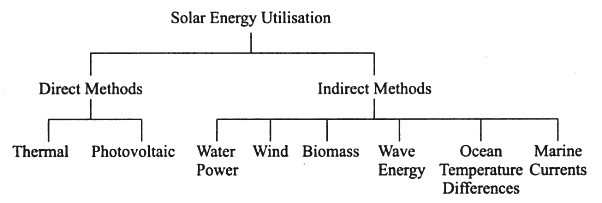 Solar Energy Utilisation
Direct Methods
Indirect Methods
Thermal
Photovoltaic
Water
Power
Wind
Biomass
Wave
Energy
Ocean
Temperature
Differences
Marine
Currents